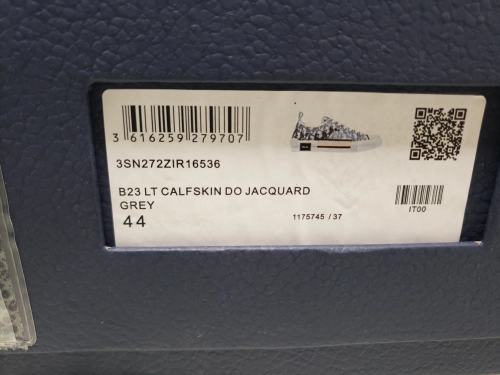 3 616259 279707
3SN272ZIR16536
B23 LT CALFSKIN DO JACQUARD
GREY
44
1175745 / 37
IT00